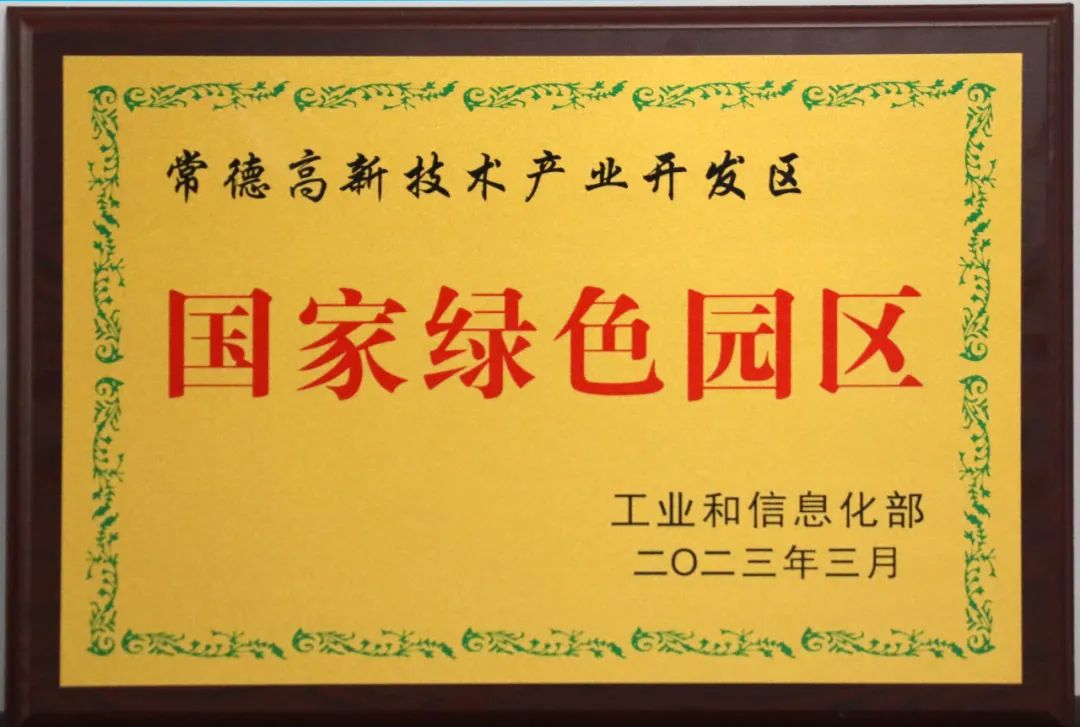 常德高新技术产业开发区
国家绿色园区
工业和信息化部
二〇二三年三月